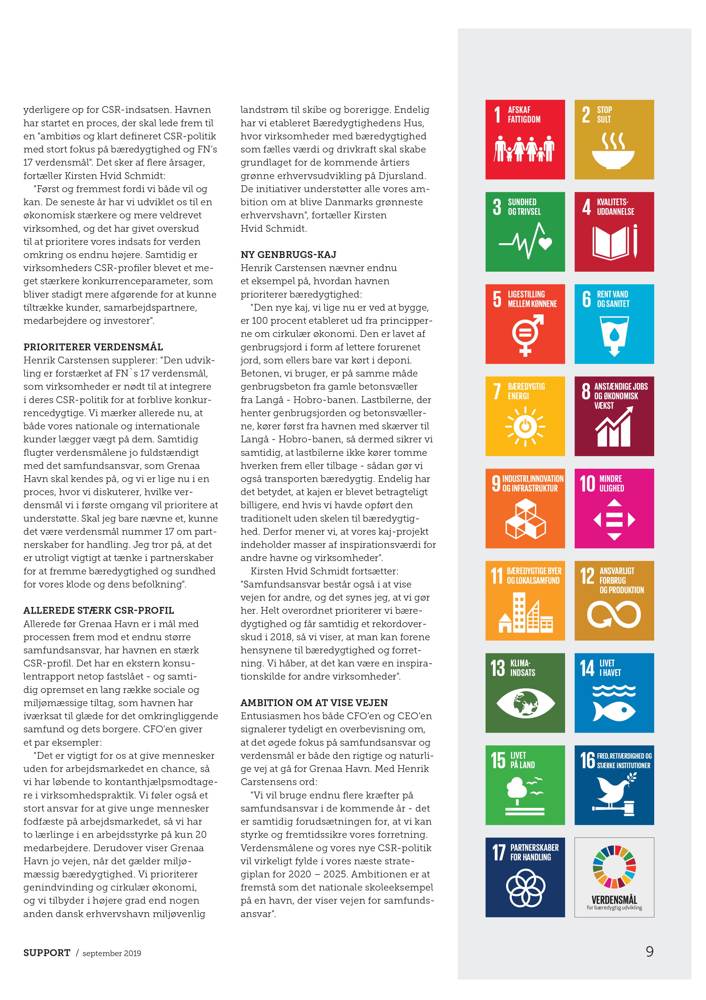 yderligere op for CSR-indsatsen. Havnen
har startet en proces, der skal lede frem til
en "ambitiøs og klart defineret CSR-politik
med stort fokus på bæredygtighed og FN’s
17 verdensmål". Det sker af flere årsager,
fortæller Kirsten Hvid Schmidt:
"Først og fremmest fordi vi både vil og
kan. De seneste år har vi udviklet os til en
økonomisk stærkere og mere veldrevet
virksomhed, og det har givet overskud
til at prioritere vores indsats for verden
omkring os endnu højere. Samtidig er
virksomheders CSR-profiler blevet et me-
get stærkere konkurrenceparameter, som
bliver stadigt mere afgørende for at kunne
tiltrække kunder, samarbejdspartnere,
medarbejdere og investorer".
PRIORITERER VERDENSMÅL
Henrik Carstensen supplerer: "Den udvik-
ling er forstærket af FN`s 17 verdensmål,
som virksomheder er nødt til at integrere
i deres CSR-politik for at forblive konkur-
rencedygtige. Vi mærker allerede nu, at
både vores nationale og internationale
kunder lægger vægt på dem. Samtidig
flugter verdensmålene jo fuldstændigt
med det samfundsansvar, som Grenaa
Havn skal kendes på, og vi er lige nu i en
proces, hvor vi diskuterer, hvilke ver-
densmål vi i første omgang vil prioritere at
understøtte. Skal jeg bare nævne et, kunne
det være verdensmål nummer 17 om part-
nerskaber for handling. Jeg tror på, at det
er utroligt vigtigt at tænke i partnerskaber
for at fremme bæredygtighed og sundhed
for vores klode og dens befolkning".
ALLEREDE STÆRK CSR-PROFIL
Allerede før Grenaa Havn er i mål med
processen frem mod et endnu større
samfundsansvar, har havnen en stærk
CSR-profil. Det har en ekstern konsu-
lentrapport netop fastslået - og samti-
dig opremset en lang række sociale og
miljømæssige tiltag, som havnen har
iværksat til glæde for det omkringliggende
samfund og dets borgere. CFO’en giver
et par eksempler:
"Det er vigtigt for os at give mennesker
uden for arbejdsmarkedet en chance, så
vi har løbende to kontanthjælpsmodtage-
re i virksomhedspraktik. Vi føler også et
stort ansvar for at give unge mennesker
fodfæste på arbejdsmarkedet, så vi har
to lærlinge i en arbejdsstyrke på kun 20
medarbejdere. Derudover viser Grenaa
Havn jo vejen, når det gælder miljø-
mæssig bæredygtighed. Vi prioriterer
genindvinding og cirkulær økonomi,
og vi tilbyder i højere grad end nogen
anden dansk erhvervshavn miljøvenlig
landstrøm til skibe og borerigge. Endelig
har vi etableret Bæredygtighedens Hus,
hvor virksomheder med bæredygtighed
som fælles værdi og drivkraft skal skabe
grundlaget for de kommende årtiers
grønne erhvervsudvikling på Djursland.
De initiativer understøtter alle vores am-
bition om at blive Danmarks grønneste
erhvervshavn", fortæller Kirsten
Hvid Schmidt.
NY GENBRUGS-KAJ
Henrik Carstensen nævner endnu
et eksempel på, hvordan havnen
prioriterer bæredygtighed:
"Den nye kaj, vi lige nu er ved at bygge,
er 100 procent etableret ud fra princpper-
ne om cirkulær økonomi. Den er lavet af
genbrugsjord i form af lettere forurenet
jord, som ellers bare var kørt i deponi.
Betonen, vi bruger, er på samme måde
genbrugsbeton fra gamle betonsvæller
fra Langå - Hobro-banen. Lastbilerne, der
henter genbrugsjorden og betonsvæller-
ne, kører først fra havnen med skærver til
Langå - Hobro-banen, så dermed sikrer vi
samtidig, at lastbilerne ikke kører tomme
hverken frem eller tilbage - sådan gør vi
også transporten bæredygtig. Endelig har
det betydet, at kajen er blevet betragteligt
billigere, end hvis vi havde opført den
traditionelt uden skelen til bæredygtig-
hed. Derfor mener vi, at vores kaj-projekt
indeholder masser af inspirationsværdi for
andre havne og virksomheder".
Kirsten Hvid Schmidt fortsætter:
"Samfundsansvar består også i at vise
vejen for andre, og det synes jeg, at vi gør
her. Helt overordnet prioriterer vi bære-
dygtighed og får samtidig et rekordover-
skud i 2018, så vi viser, at man kan forene
hensynene til bæredygtighed og forret-
ning. Vi håber, at det kan være en inspira-
tionskilde for andre virksomheder".
AMBITION OM AT VISE VEJEN
Entusiasmen hos både CFO’en og CEO’en
signalerer tydeligt en overbevisning om,
at det øgede fokus på samfundsansvar og
verdensmål er både den rigtige og naturli-
ge vej at gå for Grenaa Havn. Med Henrik
Carstensens ord:
"Vi vil bruge endnu flere kræfter på
samfundsansvar i de kommende år - det
er samtidig forudsætningen for, at vi kan
styrke og fremtidssikre vores forretning.
Verdensmålene og vores nye CSR-politik
vil virkeligt fylde i vores næste strate-
giplan for 2020 – 2025. Ambitionen er at
fremstå som det nationale skoleeksempel
på en havn, der viser vejen for samfunds-
ansvar".
1 AFSKAF
FATTIGDOM
2 STOP
SULT
3 SUNDHED
OG TRIVSEL
4 KVALITETS-
UDDANNELSE
5 LIGESTILLING
MELLEM KØNNENE
6 RENT VAND
OG SANITET
7 BÆREDYGTIG
ENERGI
8 ANSTÆNDIGE JOBS
OG ØKONOMISK
VÆKST
9 INDUSTRI, INNOVATION
OG INFRASTRUKTUR
10 MINDRE
ULIGHED
11 BÆREDYGTIGE BYER
OG LOKALSAMFUND
12 ANSVARLIGT
FORBRUG
OG PRODUKTION
13 KLIMA-
INDSATS
14 LIVET
I HAVET
15 LIVET
PÅ LAND
16 FRED, RETFÆRDIGHED OG
STÆRKE INSTITUTIONER
17 PARTNERSKABER
FOR HANDLING
VERDENSMÅL
for bæredygtig udvikling
SUPPORT / september 2019
9